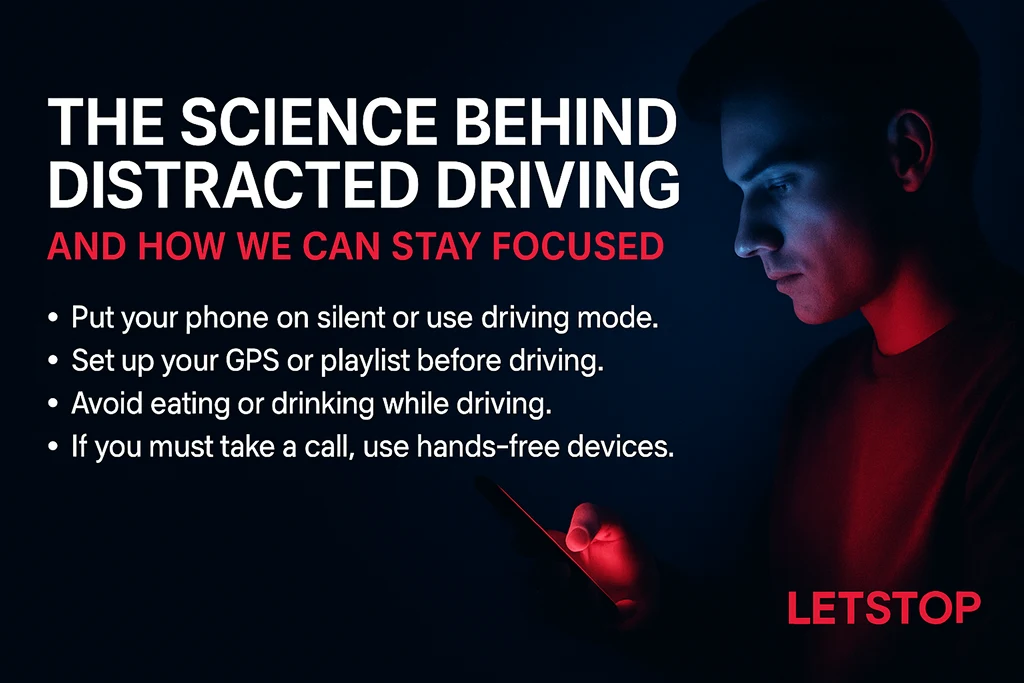 THE SCIENCE BEHIND
DISTRACTED DRIVING
AND HOW WE CAN STAY FOCUSED
• Put your phone on silent or use driving mode.
• Set up your GPS or playlist before driving.
• Avoid eating or drinking while driving.
• If you must take a call, use hands-free devices.
LETSTOP